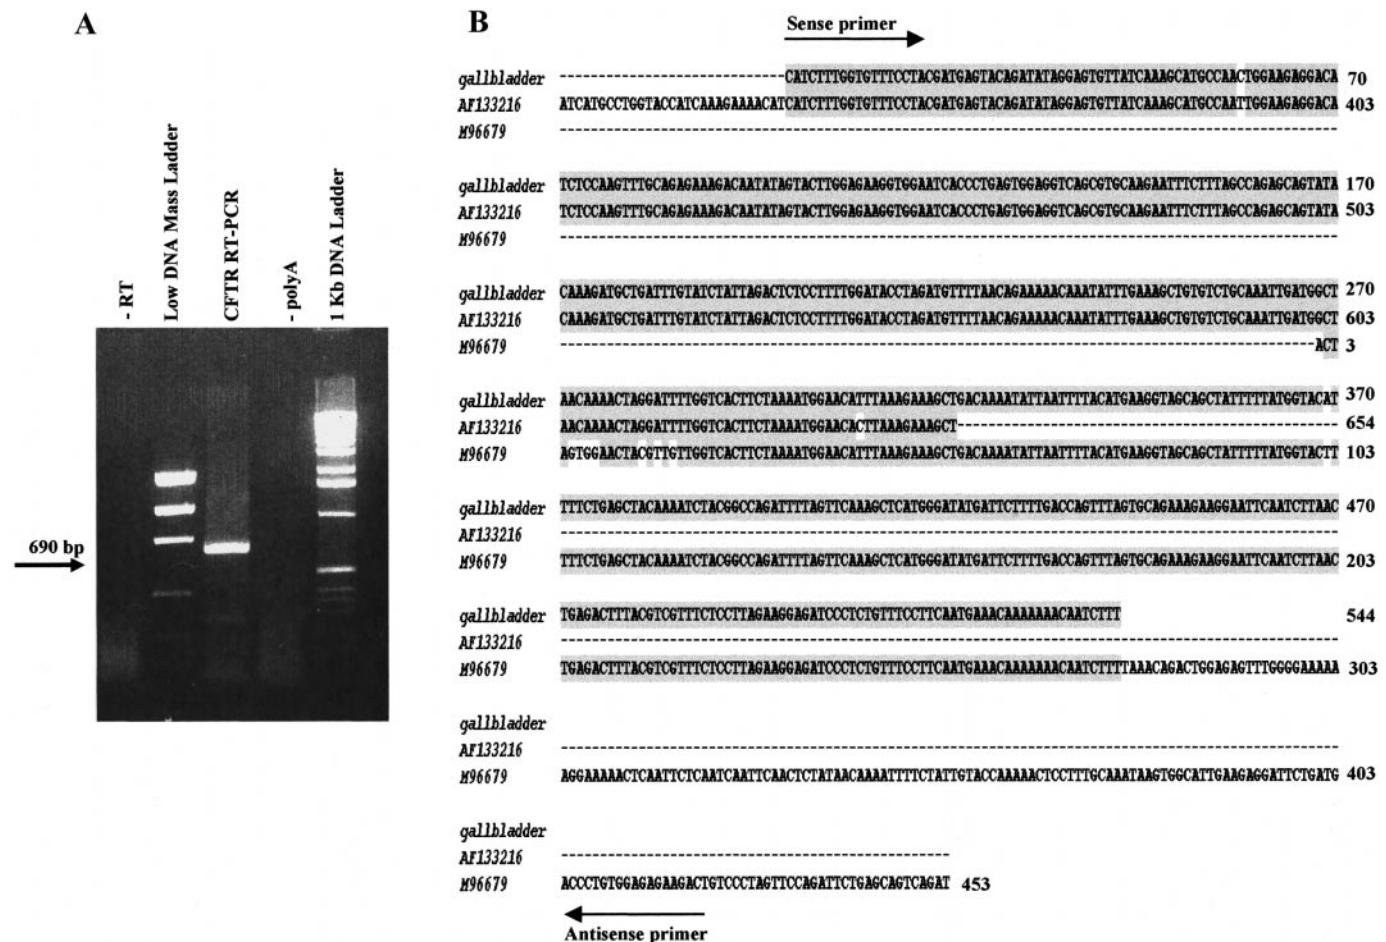 A
- RT
Low DNA Mass Ladder
CFTR RT-PCR
- polyA
1 Kb DNA Ladder
690 bp
B
Sense primer
gallbladder -----------------------------CATCTTTGGTGTTTCCTACGATGAGTACAGATATAGGAGTGTTATCAAAGCATGCCAACTGGAAGAGGACA 70
AF133216 ATCATGCCTGGTACCATCAAAGAAAACATCATCTTTGGTGTTTCCTACGATGAGTACAGATATAGGAGTGTTATCAAAGCATGCCAATTGGAAGAGGACA 403
M96679 ----------------------------------------------------------------------------------------------------
gallbladder TCTCCAAGTTTGCAGAGAAAGACAATATAGTACTTGGAGAAGGTGGAATCACCCTGAGTGGAGGTCAGCGTGCAAGAATTTCTTTAGCCAGAGCAGTATA 170
AF133216 TCTCCAAGTTTGCAGAGAAAGACAATATAGTACTTGGAGAAGGTGGAATCACCCTGAGTGGAGGTCAGCGTGCAAGAATTTCTTTAGCCAGAGCAGTATA 503
M96679 ----------------------------------------------------------------------------------------------------
gallbladder CAAAGATGCTGATTTGTATCTATTAGACTCTCCTTTTGGATACCTAGATGTTTTAACAGAAAAACAAATATTTGAAAGCTGTGTCTGCAAATTGATGGCT 270
AF133216 CAAAGATGCTGATTTGTATCTATTAGACTCTCCTTTTGGATACCTAGATGTTTTAACAGAAAAACAAATATTTGAAAGCTGTGTCTGCAAATTGATGGCT 603
M96679 -------------------------------------------------------------------------------------------------ACT 3
gallbladder AACAAAACTAGGATTTTGGTCACTTCTAAAATGGAACATTTAAAGAAAGCTGACAAAATATTAATTTTACATGAAGGTAGCAGCTATTTTTATGGTACAT 370
AF133216 AACAAAACTAGGATTTTGGTCACTTCTAAAATGGAACACTTAAAGAAAGCT------------------------------------------------- 654
M96679 AGTGGAACTACGTTGTTGGTCACTTCTAAAATGGAACATTTAAAGAAAGCTGACAAAATATTAATTTTACATGAAGGTAGCAGCTATTTTTATGGTACTT 103
gallbladder TTTCTGAGCTACAAAATCTACGGCCAGATTTTAGTTCAAAGCTCATGGGATATGATTCTTTTGACCAGTTTAGTGCAGAAAGAAGGAATTCAATCTTAAC 470
AF133216 ----------------------------------------------------------------------------------------------------
M96679 TTTCTGAGCTACAAAATCTACGGCCAGATTTTAGTTCAAAGCTCATGGGATATGATTCTTTTGACCAGTTTAGTGCAGAAAGAAGGAATTCAATCTTAAC 203
gallbladder TGAGACTTTACGTCGTTTCTCCTTAGAAGGAGATCCCTCTGTTTCCTTCAATGAAACAAAAAAACAATCTTT 544
AF133216 ----------------------------------------------------------------------------------------------------
M96679 TGAGACTTTACGTCGTTTCTCCTTAGAAGGAGATCCCTCTGTTTCCTTCAATGAAACAAAAAAACAATCTTTTAAACAGACTGGAGAGTTTGGGGAAAAA 303
gallbladder
AF133216 ----------------------------------------------------------------------------------------------------
M96679 AGGAAAAACTCAATTCTCAATCAATTCAACTCTATAACAAAATTTTCTATTGTACCAAAAACTCCTTTGCAAATAAGTGGCATTGAAGAGGATTCTGATG 403
gallbladder
AF133216 --------------------------------------------------
M96679 ACCCTGTGGAGAGAAGACTGTCCCTAGTTCCAGATTCTGAGCAGTCAGAT 453
Antisense primer